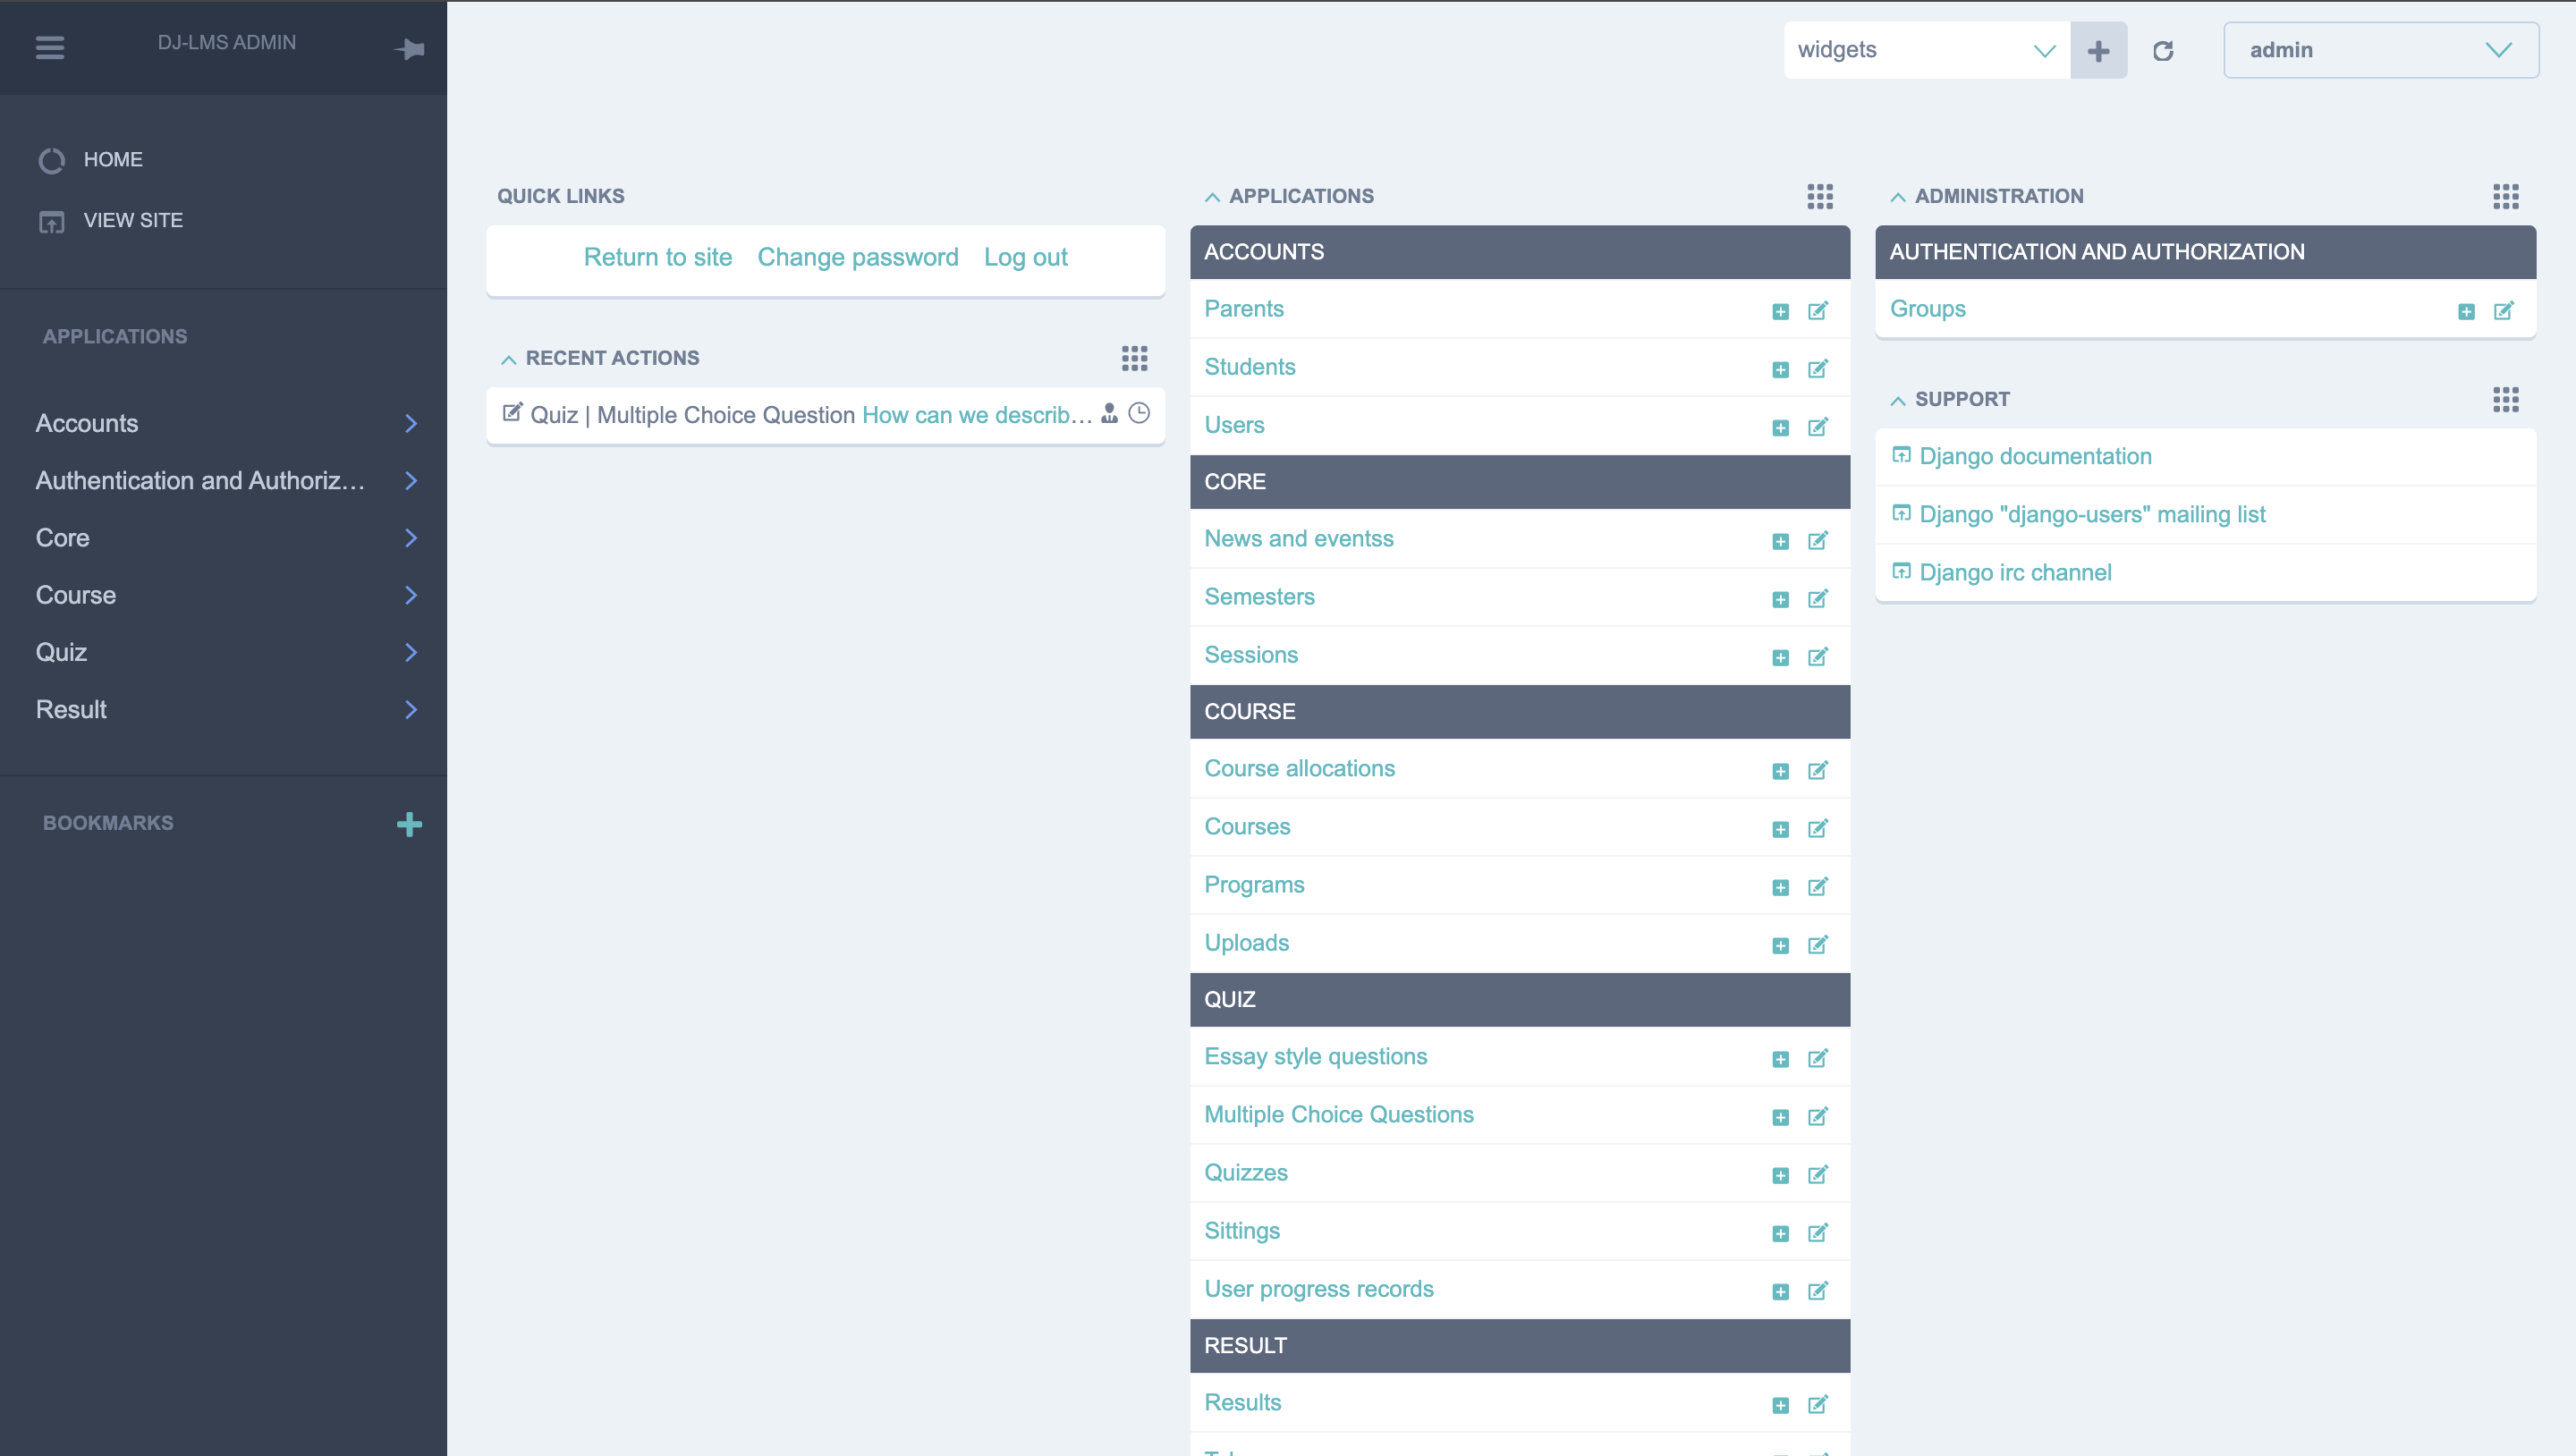 DJ-LMS ADMIN
HOME
VIEW SITE
APPLICATIONS
Accounts
Authentication and Authoriz...
Core
Course
Quiz
Result
BOOKMARKS
widgets
admin
QUICK LINKS
Return to site Change password Log out
RECENT ACTIONS
Quiz | Multiple Choice Question How can we describ...
APPLICATIONS
ACCOUNTS
Parents
Students
Users
CORE
News and eventss
Semesters
Sessions
COURSE
Course allocations
Courses
Programs
Uploads
QUIZ
Essay style questions
Multiple Choice Questions
Quizzes
Sittings
User progress records
RESULT
Results
ADMINISTRATION
AUTHENTICATION AND AUTHORIZATION
Groups
SUPPORT
Django documentation
Django "django-users" mailing list
Django irc channel